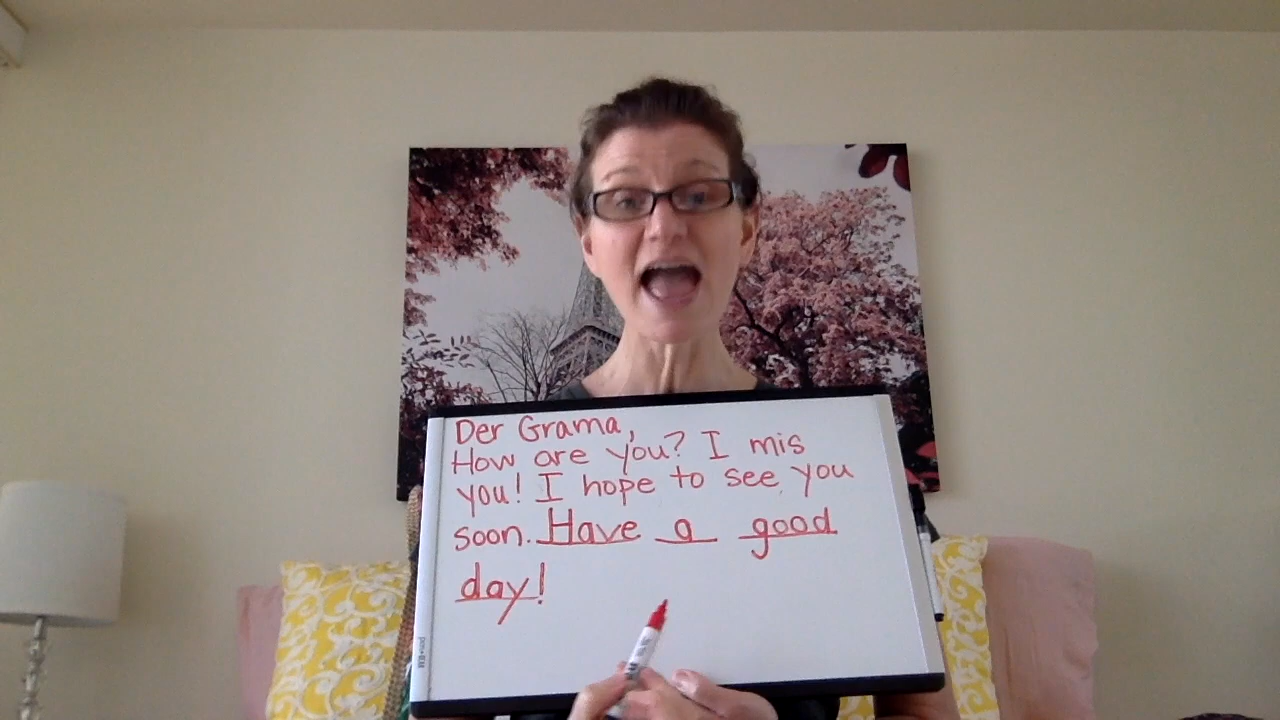 Der Grama,
How are you? I mis
you! I hope to see you
soon. Have a good
day!